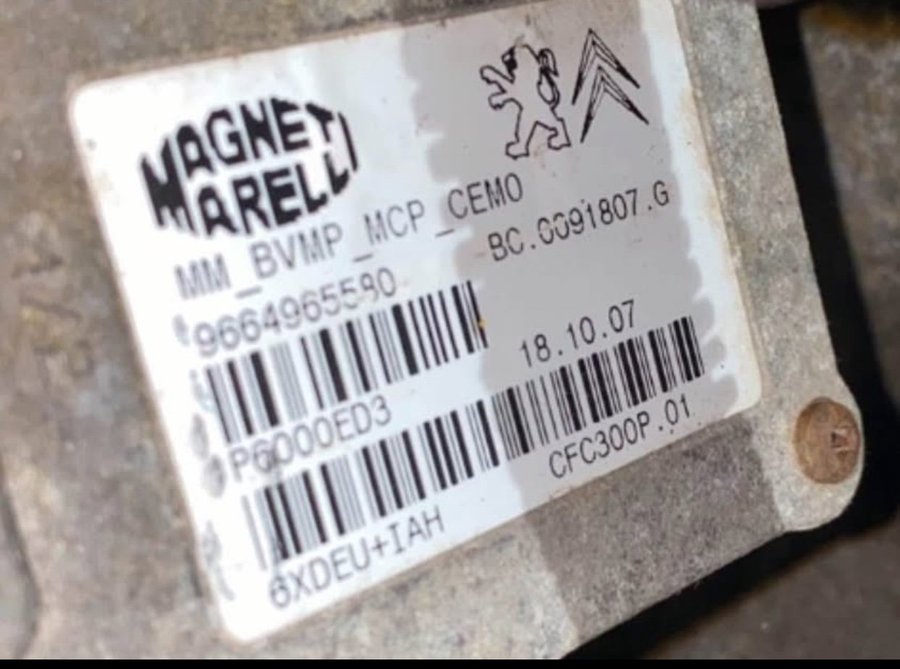 MAGNETI
MARELLI
MM_BVMP_MCP_CEMO
BC.0091807.G
9664965580
18.10.07
P6000ED3
CFC300P.01
6XDEU+IAH